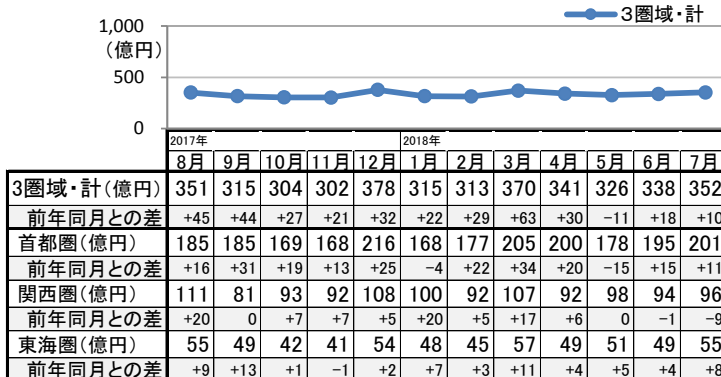 3圏域・計
1,000
(億円)
500
0
2017年 2018年
8月 9月 10月 11月 12月 1月 2月 3月 4月 5月 6月 7月
3圏域・計(億円) 351 315 304 302 378 315 313 370 341 326 338 352
前年同月との差 +45 +44 +27 +21 +32 +22 +29 +63 +30 -11 +18 +10
首都圏(億円) 185 185 169 168 216 168 177 205 200 178 195 201
前年同月との差 +16 +31 +19 +13 +25 -4 +22 +34 +20 -15 +15 +11
関西圏(億円) 111 81 93 92 108 100 92 107 92 98 94 96
前年同月との差 +20 0 +7 +7 +5 +20 +5 +17 +6 0 -1 -9
東海圏(億円) 55 49 42 41 54 48 45 57 49 51 49 55
前年同月との差 +9 +13 +1 -1 +2 +7 +3 +11 +4 +5 +4 +8